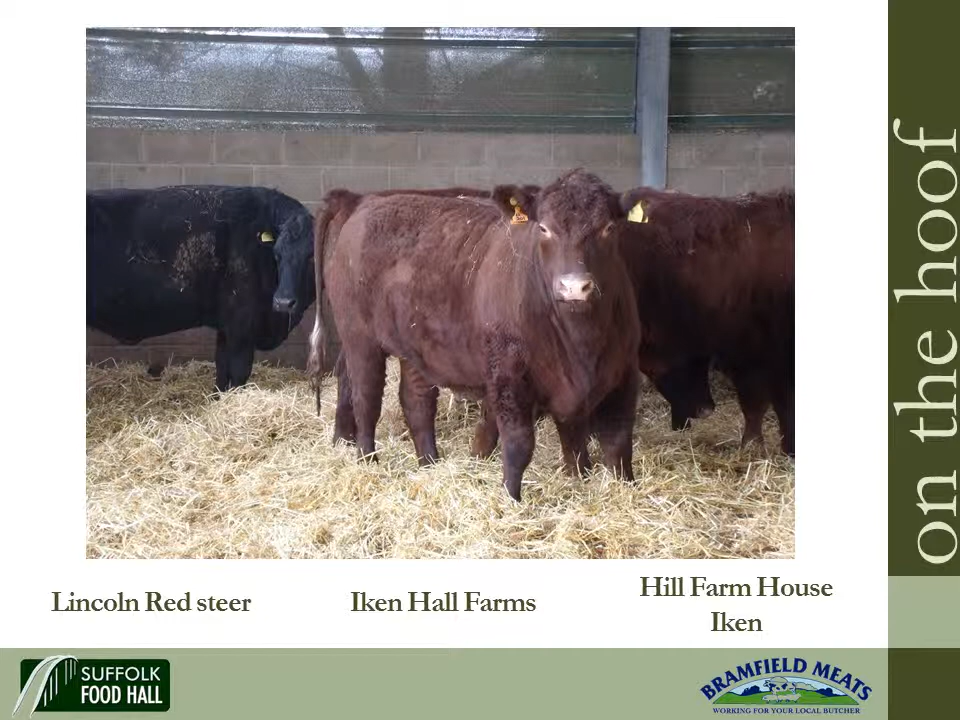 on the hoof
Lincoln Red steer
Iken Hall Farms
Hill Farm House
Iken
SUFFOLK
FOOD HALL
BRAMFIELD MEATS
WORKING FOR YOUR LOCAL BUTCHER